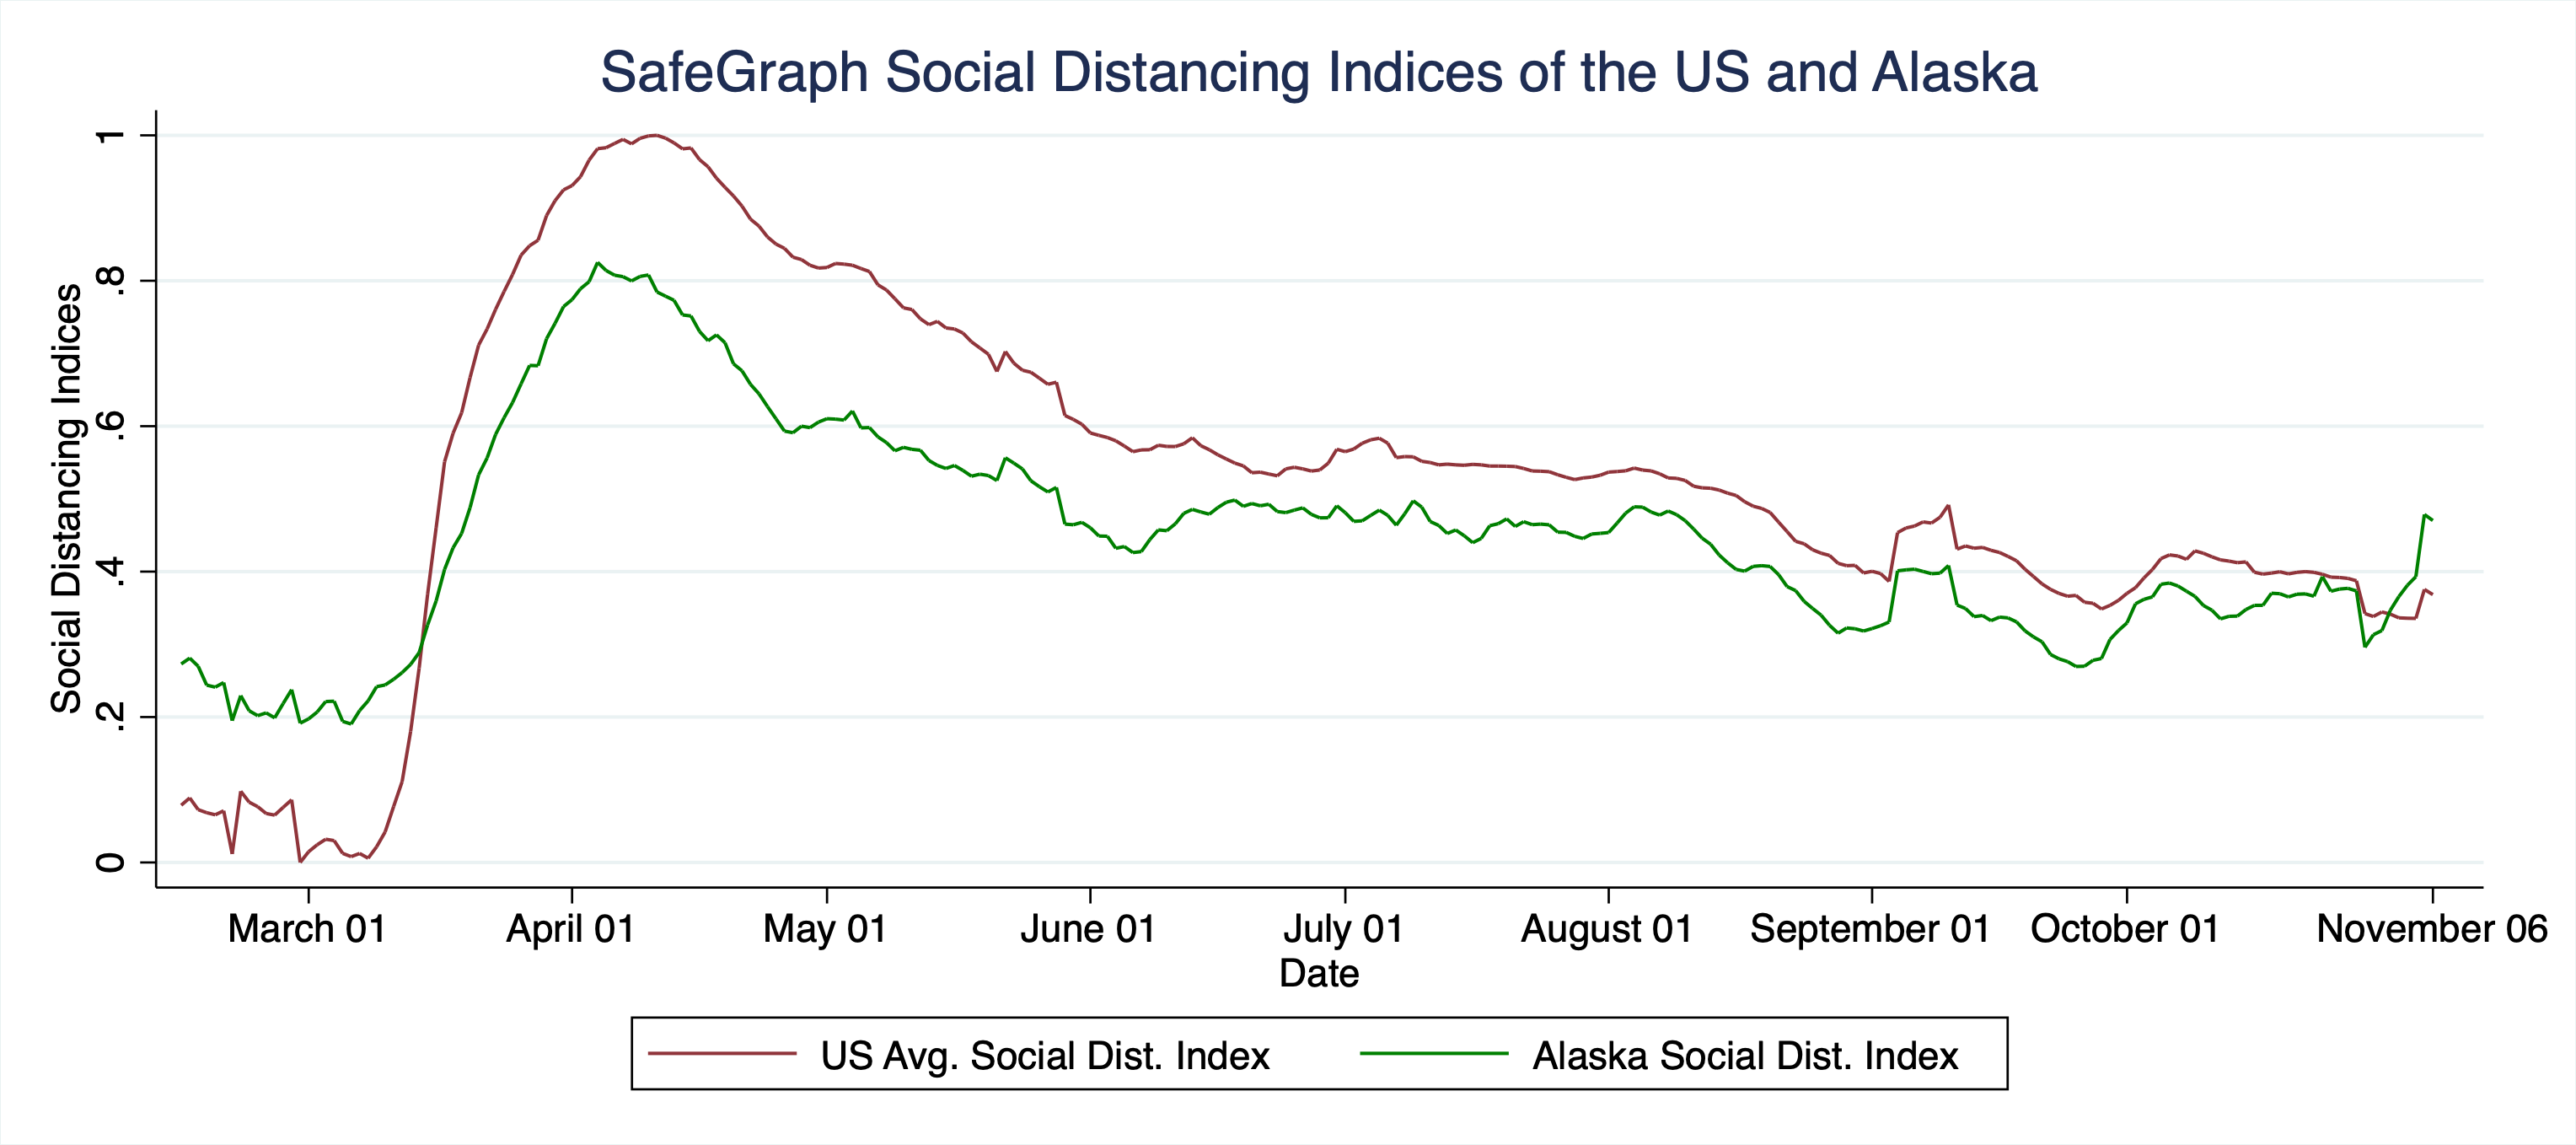 SafeGraph Social Distancing Indices of the US and Alaska
Social Distancing Indices
1
.8
.6
.4
.2
0
March 01 April 01 May 01 June 01 July 01 August 01 September 01 October 01 November 06
Date
US Avg. Social Dist. Index Alaska Social Dist. Index